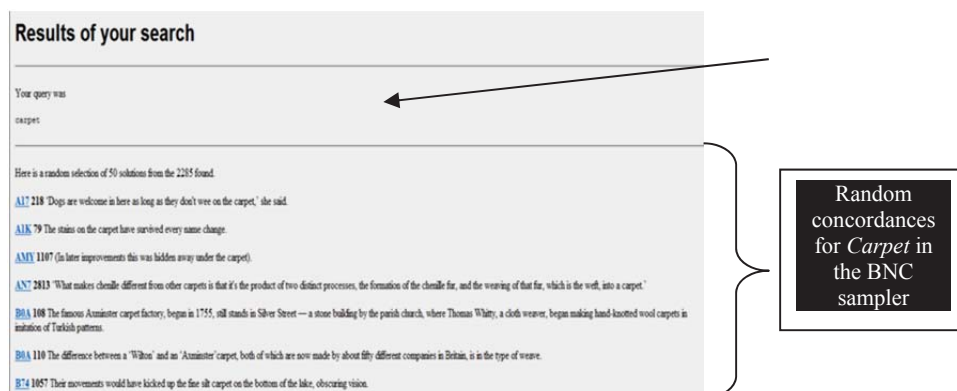 Results of your search
Your query was
carpet
Here is a random selection of 50 solutions from the 2285 found.
A17 218 'Dogs are welcome in here as long as they don't wee on the carpet,' she said.
A1K 79 The stains on the carpet have survived every name change.
AMY 1107 (In later improvements this was hidden away under the carpet).
AN7 2813 'What makes chenille different from other carpets is that it's the product of two distinct processes, the formation of the chenille fur, and the weaving of that fur, which is the weft, into a carpet.'
B0A 108 The famous Axminster carpet factory, began in 1755, still stands in Silver Street — a stone building by the parish church, where Thomas Whitty, a cloth weaver, began making hand-knotted wool carpets in
imitation of Turkish patterns.
B0A 110 The difference between a 'Wilton' and an 'Axminster'carpet, both of which are now made by about fifty different companies in Britain, is in the type of weave.
B74 1057 Their movements would have kicked up the fine silt carpet on the bottom of the lake, obscuring vision.
Random
concordances
for Carpet in
the BNC
sampler